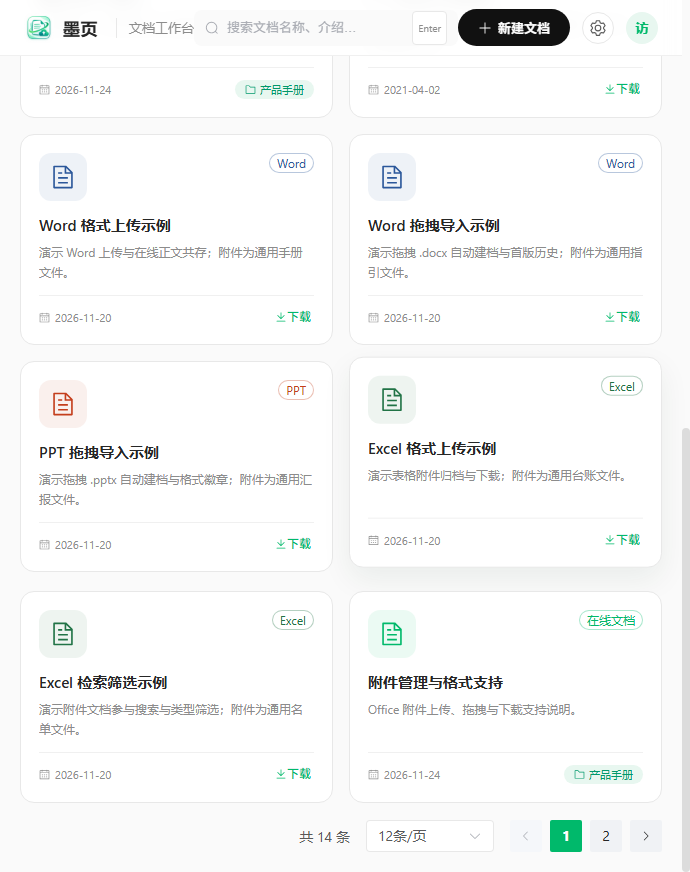 墨页 文档工作台 搜索文档名称、介绍... Enter 新建文档 访
2026-11-24 产品手册
2021-04-02 下载
Word
Word 格式上传示例
演示 Word 上传与在线正文共存；附件为通用手册
文件。
2026-11-20 下载
Word
Word 拖拽导入示例
演示拖拽 .docx 自动建档与首版历史；附件为通用指
引文件。
2026-11-20 下载
PPT
PPT 拖拽导入示例
演示拖拽 .pptx 自动建档与格式徽章；附件为通用汇
报文件。
2026-11-20 下载
Excel
Excel 格式上传示例
演示表格附件归档与下载；附件为通用台账文件。
2026-11-20 下载
Excel
Excel 检索筛选示例
演示附件文档参与搜索与类型筛选；附件为通用名
单文件。
2026-11-20 下载
在线文档
附件管理与格式支持
Office 附件上传、拖拽与下载支持说明。
2026-11-24 产品手册
共 14 条 12条/页 1 2